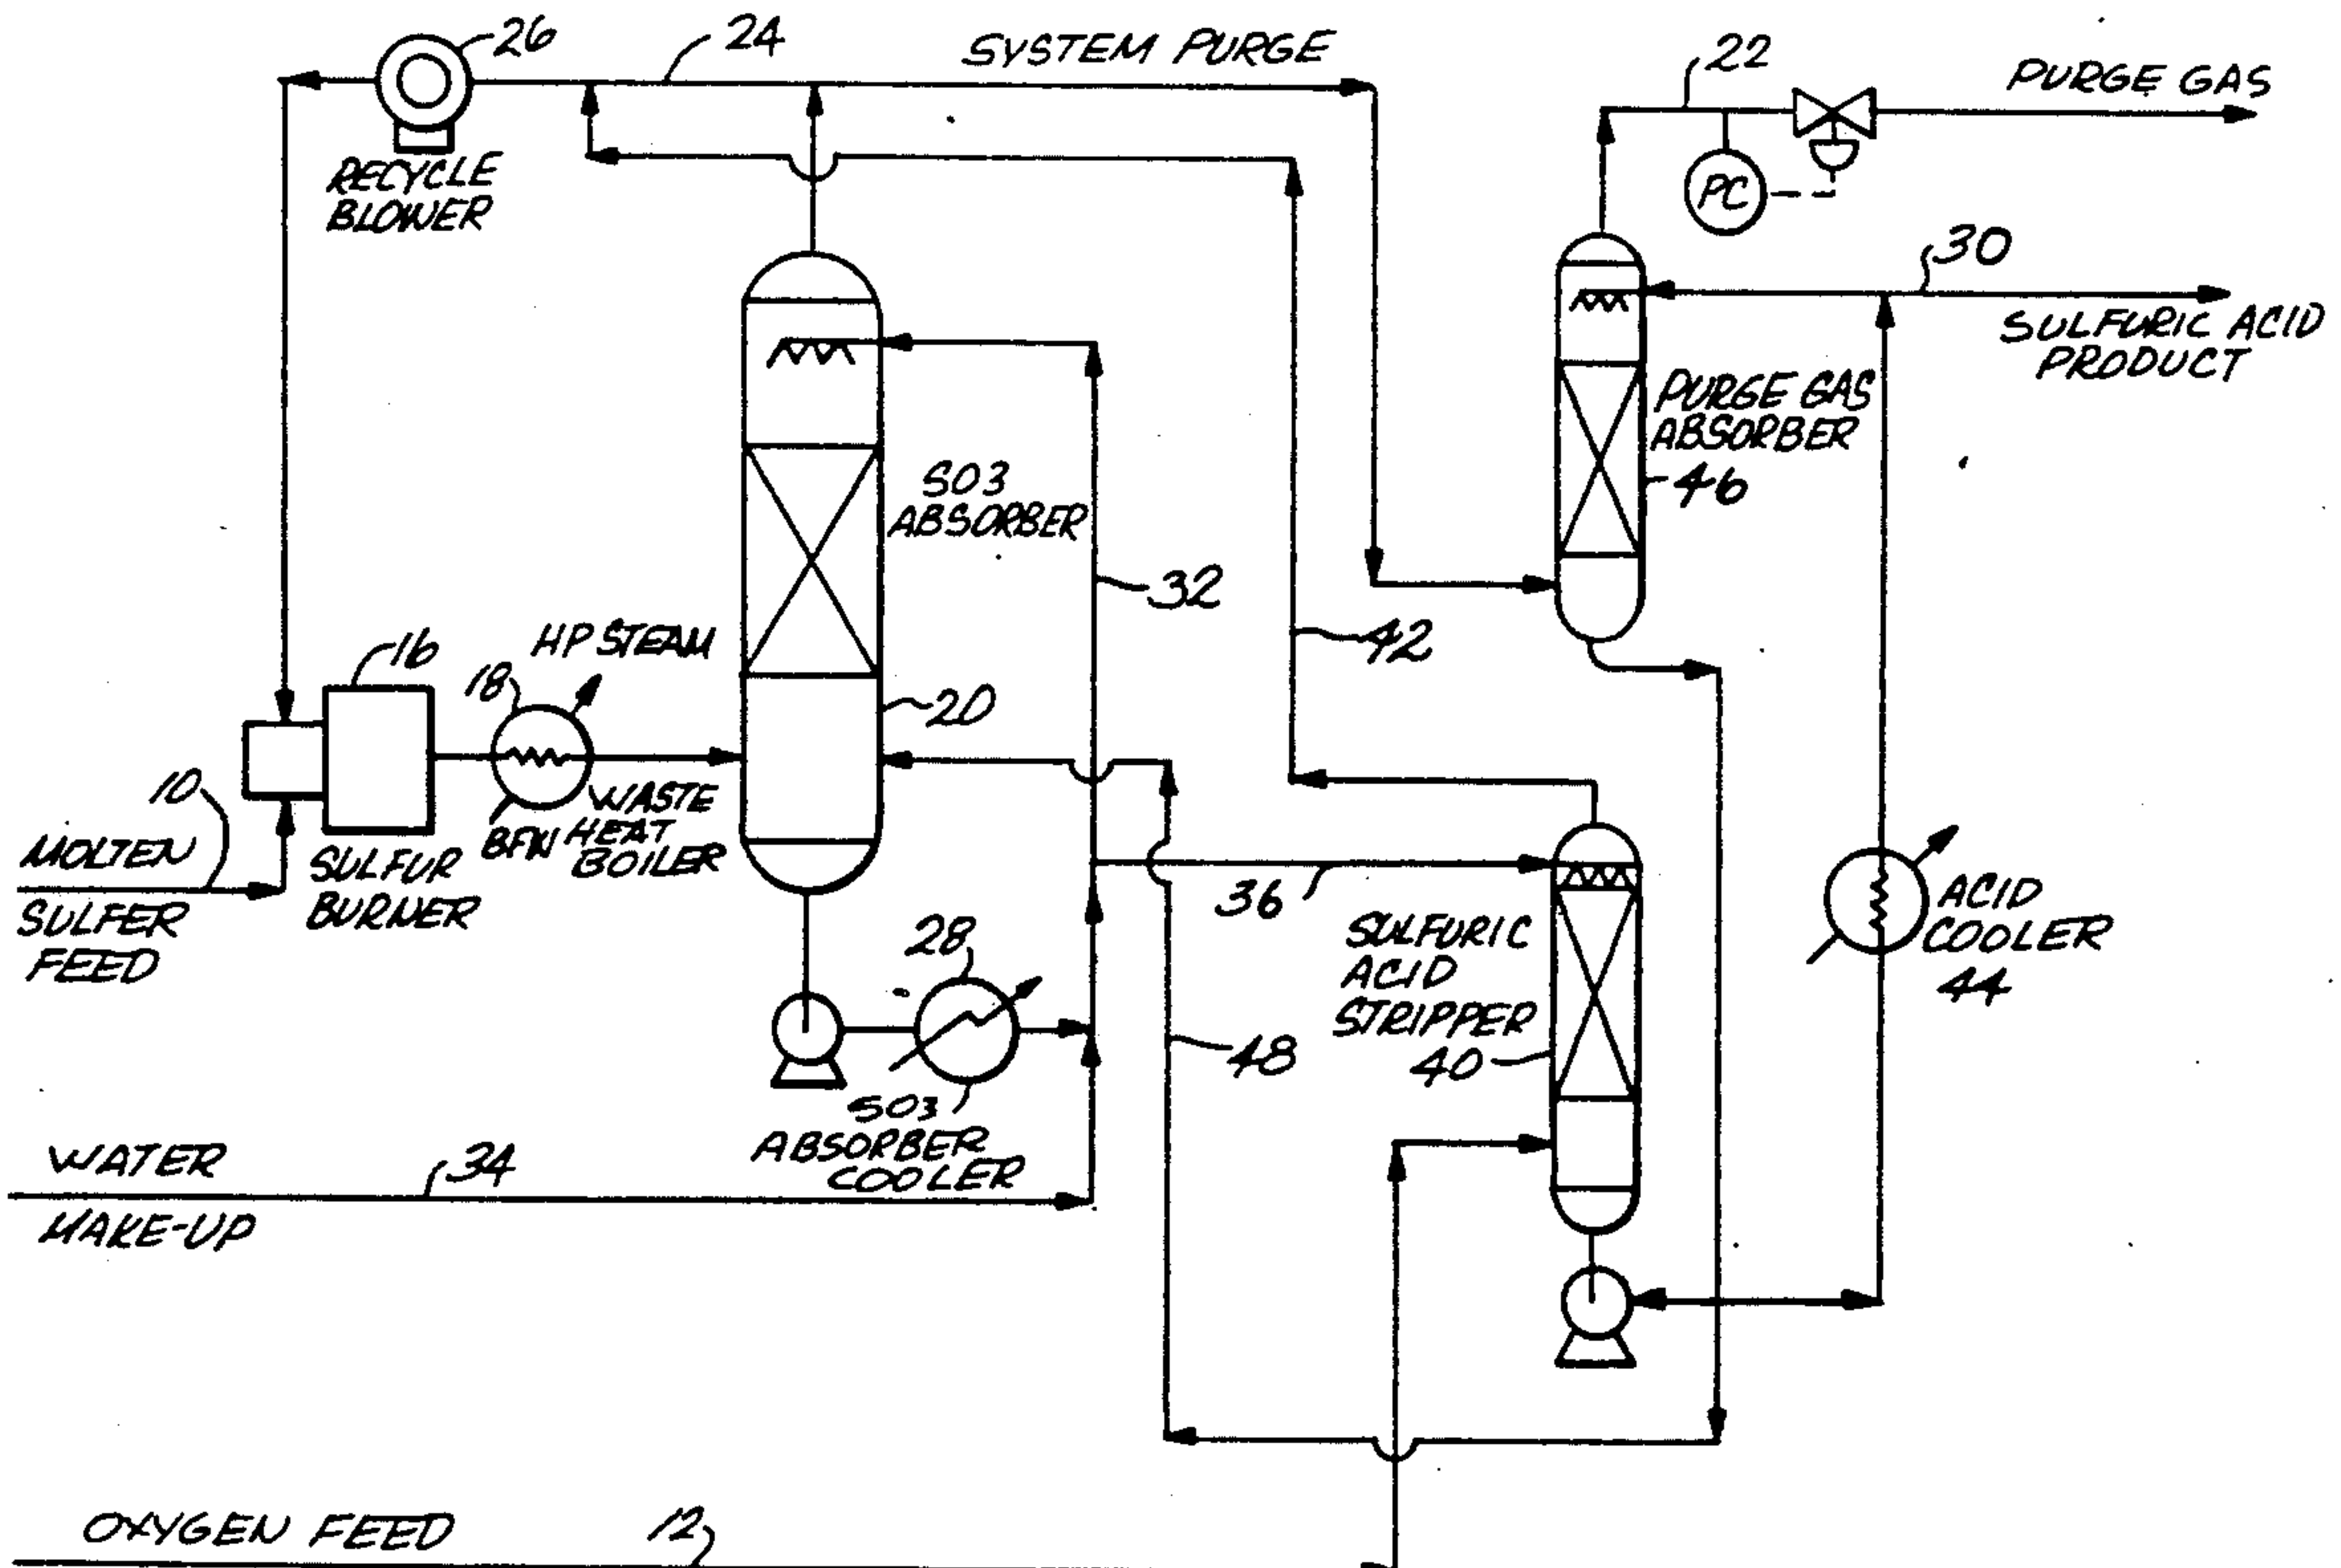 26
24
SYSTEM PURGE
22
PURGE GAS
RECYCLE
BLOWER
PC
30
SULFURIC ACID
PRODUCT
PURGE GAS
ABSORBER
46
SO3
ABSORBER
32
42
16
HP STEAM
18
20
10
MOLTEN
SULFER
FEED
SULFUR
BURNER
BFW
WASTE
HEAT
BOILER
36
28
SULFURIC
ACID
STRIPPER
40
ACID
COOLER
44
48
SO3
ABSORBER
COOLER
WATER
MAKE-UP
34
OXYGEN FEED
12